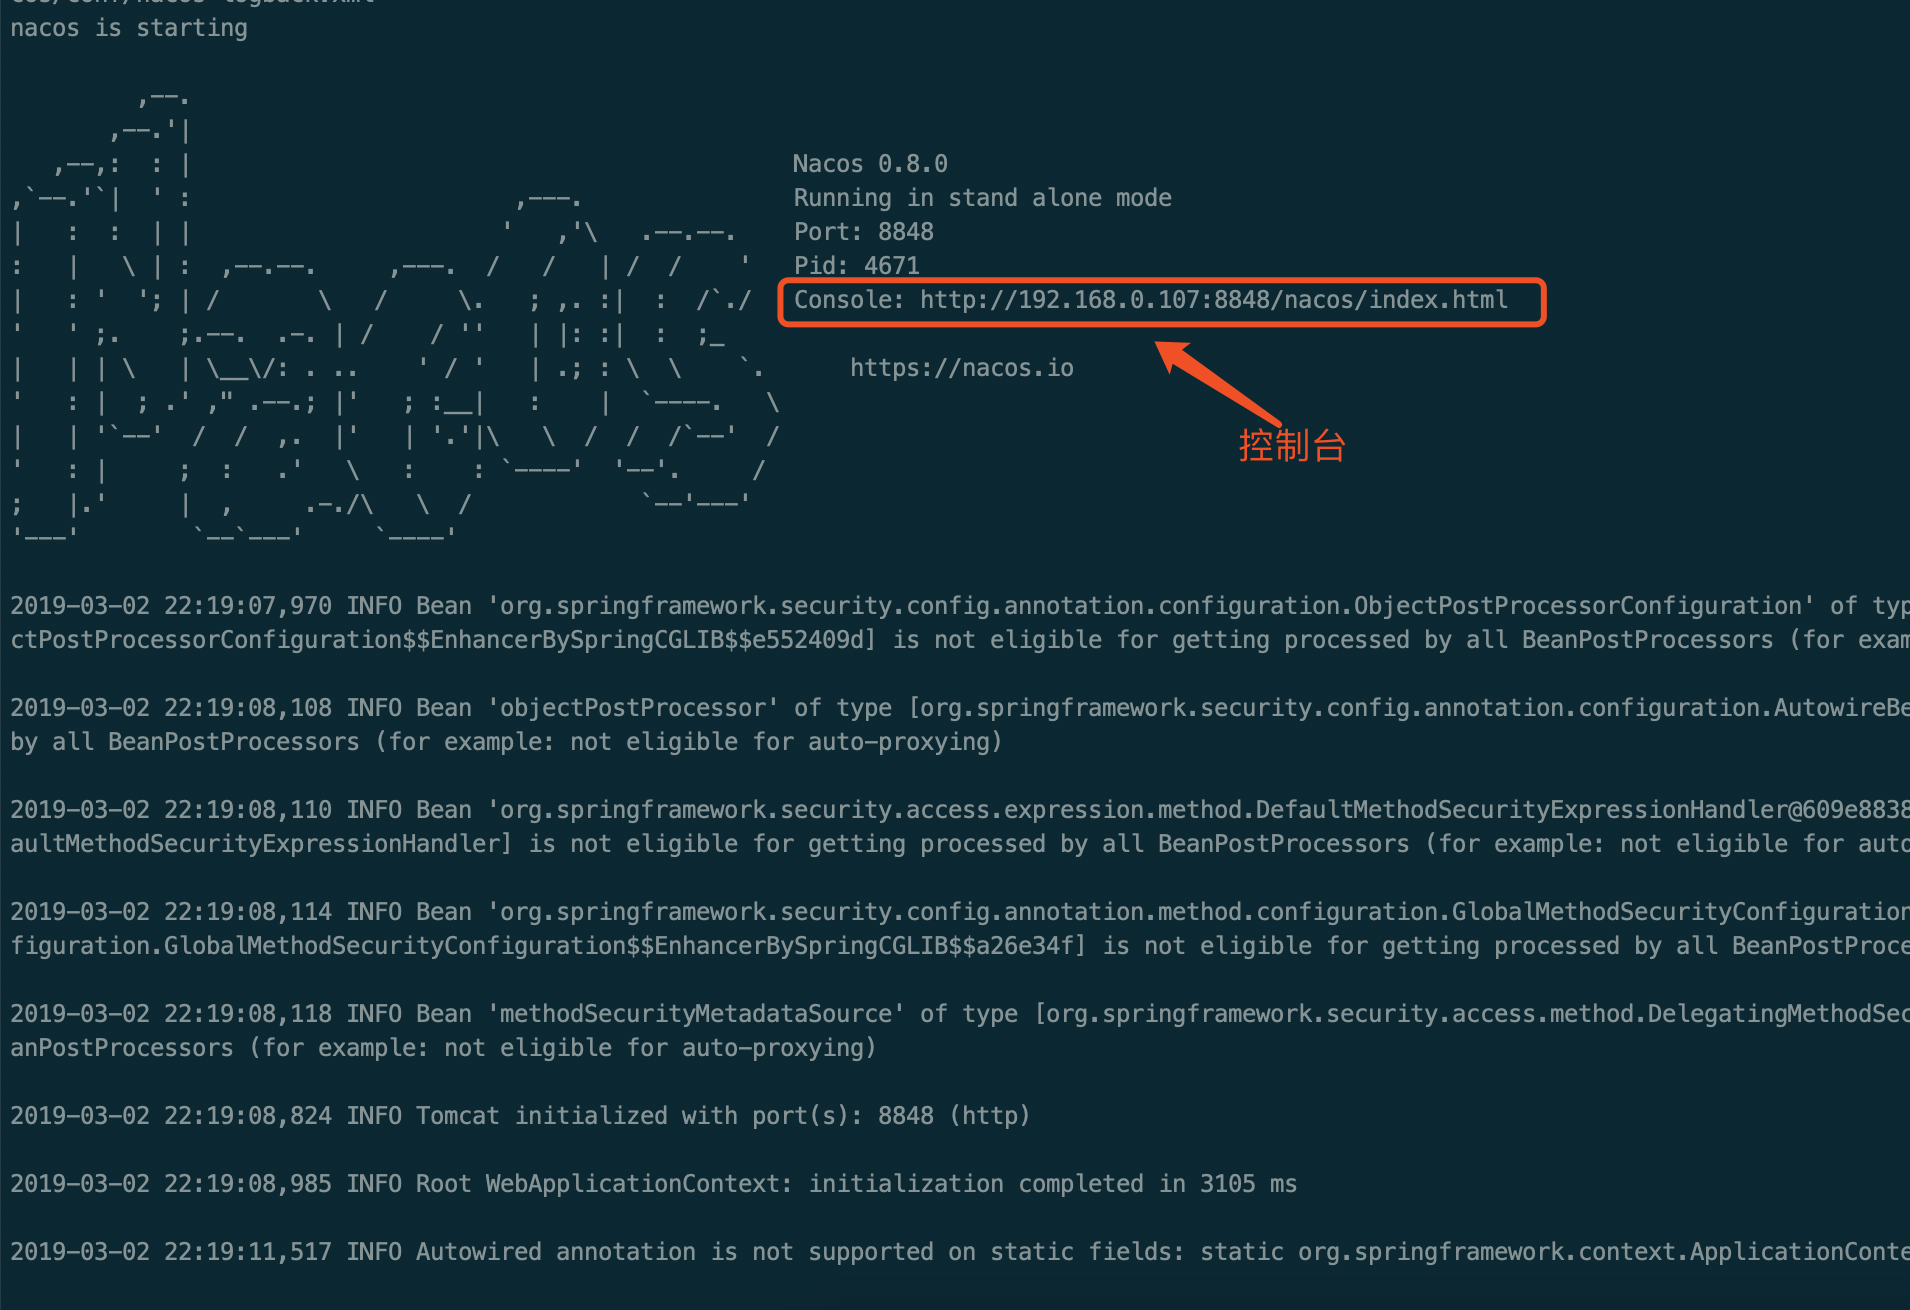 nacos is starting
Nacos 0.8.0
Running in stand alone mode
Port: 8848
Pid: 4671
Console: http://192.168.0.107:8848/nacos/index.html
https://nacos.io
控制台
2019-03-02 22:19:07,970 INFO Bean 'org.springframework.security.config.annotation.configuration.ObjectPostProcessorConfiguration' of typ
ctPostProcessorConfiguration$$EnhancerBySpringCGLIB$$e552409d] is not eligible for getting processed by all BeanPostProcessors (for exam
2019-03-02 22:19:08,108 INFO Bean 'objectPostProcessor' of type [org.springframework.security.config.annotation.configuration.AutowireBe
by all BeanPostProcessors (for example: not eligible for auto-proxying)
2019-03-02 22:19:08,110 INFO Bean 'org.springframework.security.access.expression.method.DefaultMethodSecurityExpressionHandler@609e8838
aultMethodSecurityExpressionHandler] is not eligible for getting processed by all BeanPostProcessors (for example: not eligible for auto
2019-03-02 22:19:08,114 INFO Bean 'org.springframework.security.config.annotation.method.configuration.GlobalMethodSecurityConfiguration
figuration.GlobalMethodSecurityConfiguration$$EnhancerBySpringCGLIB$$a26e34f] is not eligible for getting processed by all BeanPostProce
2019-03-02 22:19:08,118 INFO Bean 'methodSecurityMetadataSource' of type [org.springframework.security.access.method.DelegatingMethodSec
anPostProcessors (for example: not eligible for auto-proxying)
2019-03-02 22:19:08,824 INFO Tomcat initialized with port(s): 8848 (http)
2019-03-02 22:19:08,985 INFO Root WebApplicationContext: initialization completed in 3105 ms
2019-03-02 22:19:11,517 INFO Autowired annotation is not supported on static fields: static org.springframework.context.ApplicationConte